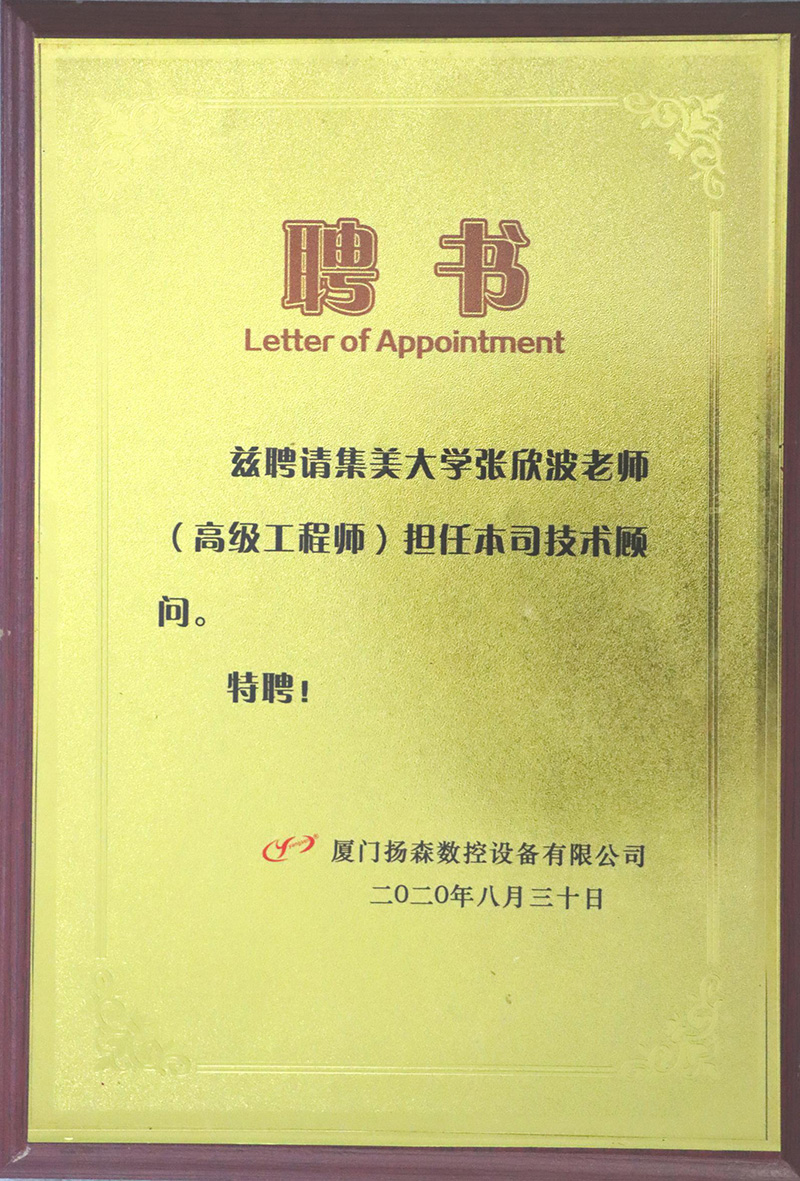 聘书
Letter of Appointment
兹聘请集美大学张欣波老师
（高级工程师）担任本司技术顾
问。
特聘！
厦门扬森数控设备有限公司
二〇二〇年八月三十日